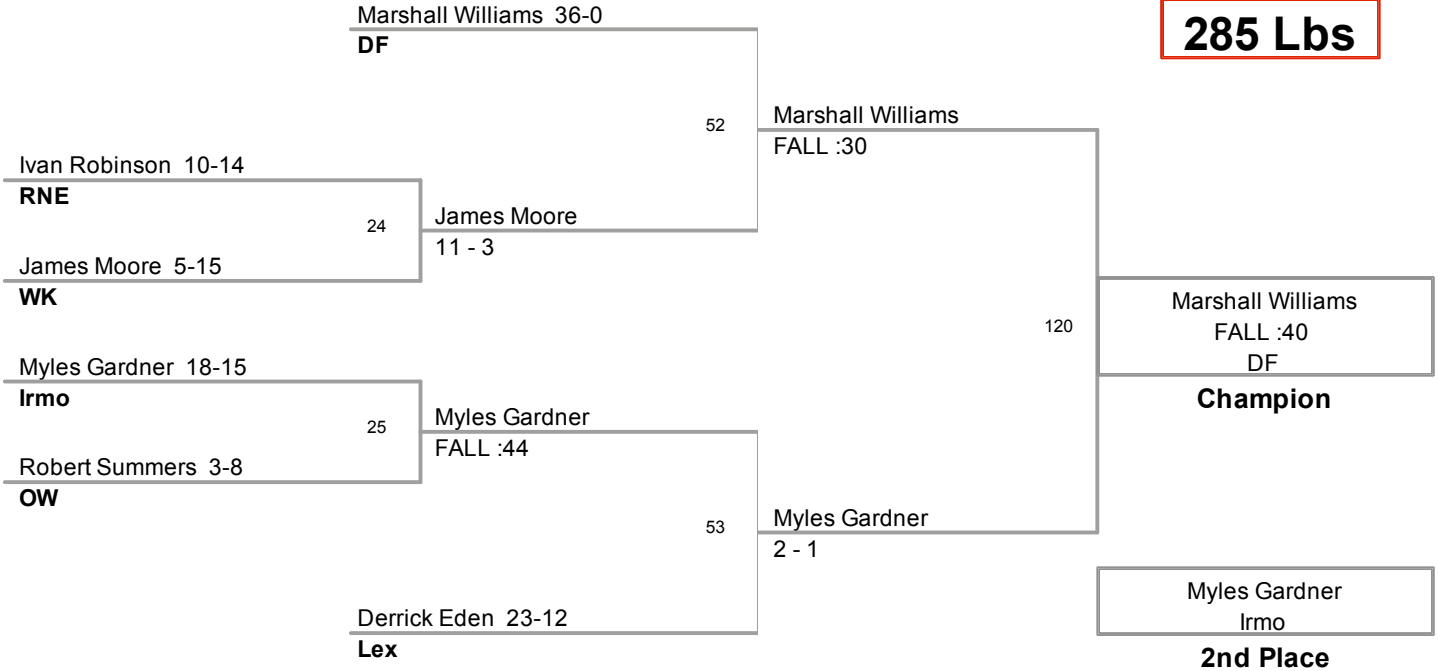 Marshall Williams 36-0
DF
285 Lbs
52
Marshall Williams
FALL :30
Ivan Robinson 10-14
RNE
24
James Moore
11 - 3
James Moore 5-15
WK
120
Marshall Williams
FALL :40
DF
Champion
Myles Gardner 18-15
Irmo
25
Myles Gardner
FALL :44
Robert Summers 3-8
OW
53
Myles Gardner
2 - 1
Derrick Eden 23-12
Lex
Myles Gardner
Irmo
2nd Place